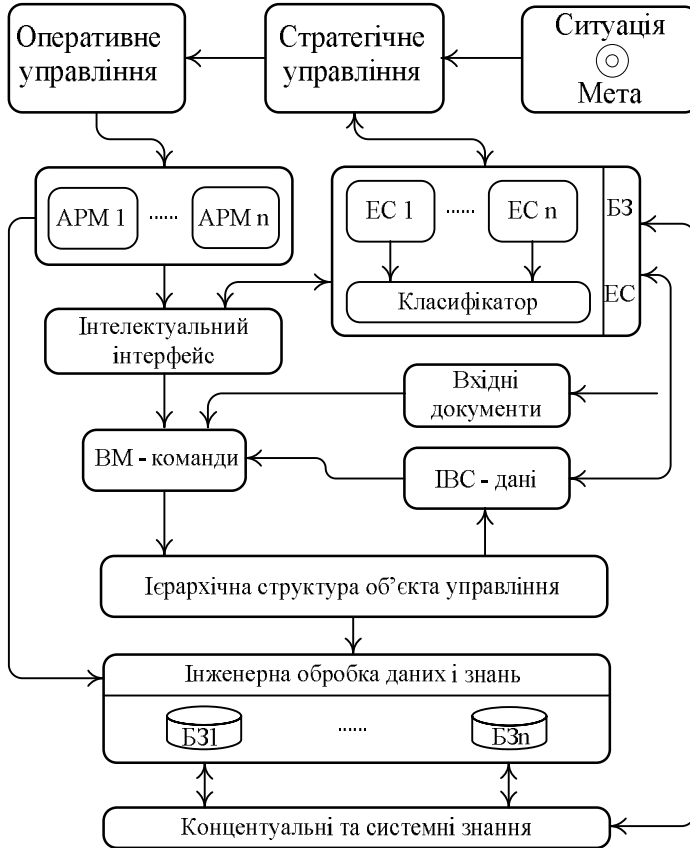 Оперативне
управління
Стратегічне
управління
Ситуація
Мета
АРМ 1
......
АРМ n
ЕС 1
......
ЕС n
БЗ
Класифікатор
ЕС
Інтелектуальний
інтерфейс
Вхідні
документи
ВМ - команди
ІВС - дані
Ієрархічна структура об’єкта управління
Інженерна обробка даних і знань
БЗ1
......
БЗn
Концентуальні та системні знання